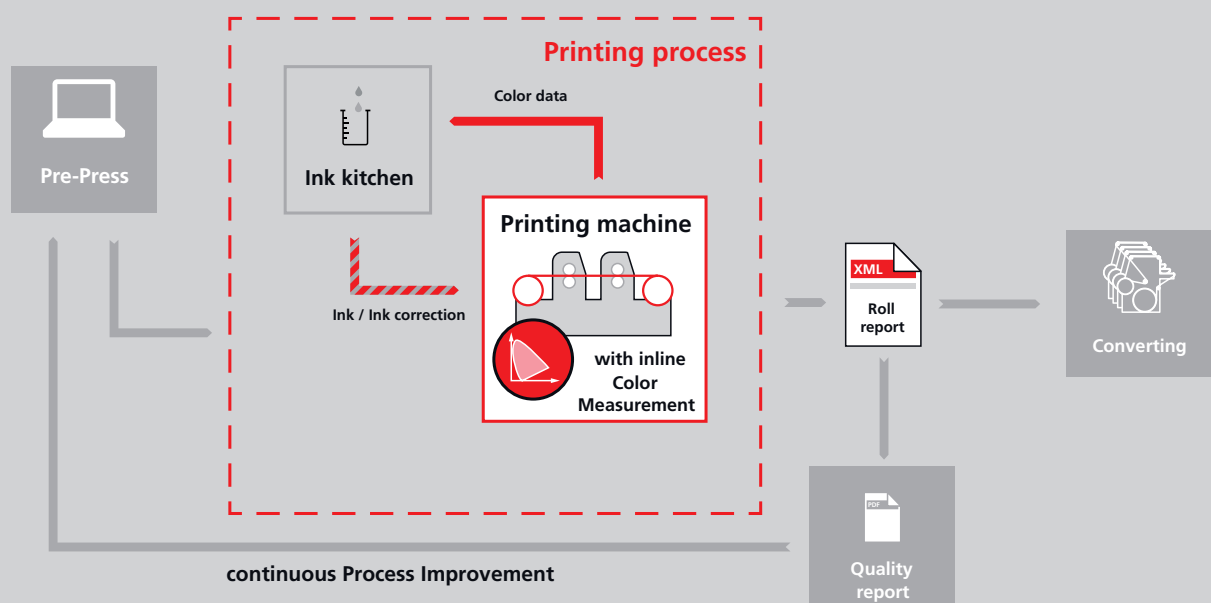 Printing process
Pre-Press
Ink kitchen
Color data
Printing machine
with inline
Color
Measurement
Ink / Ink correction
XML
Roll
report
Converting
PDF
Quality
report
continuous Process Improvement